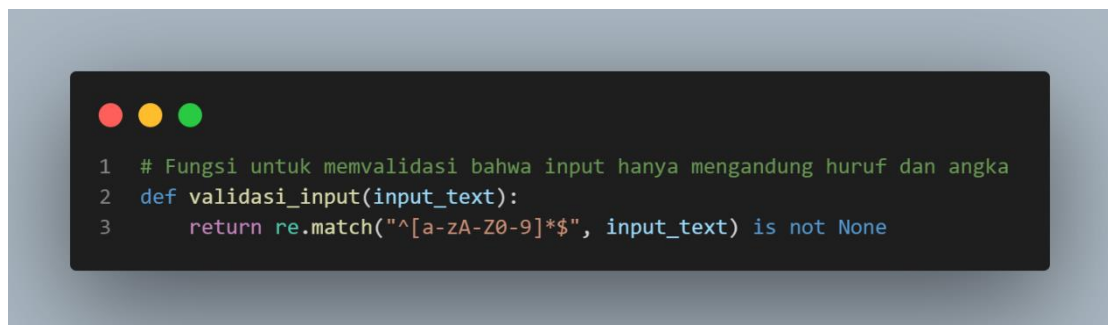 1 # Fungsi untuk memvalidasi bahwa input hanya mengandung huruf dan angka
2 def validasi_input(input_text):
3     return re.match("^[a-zA-Z0-9]*$", input_text) is not None